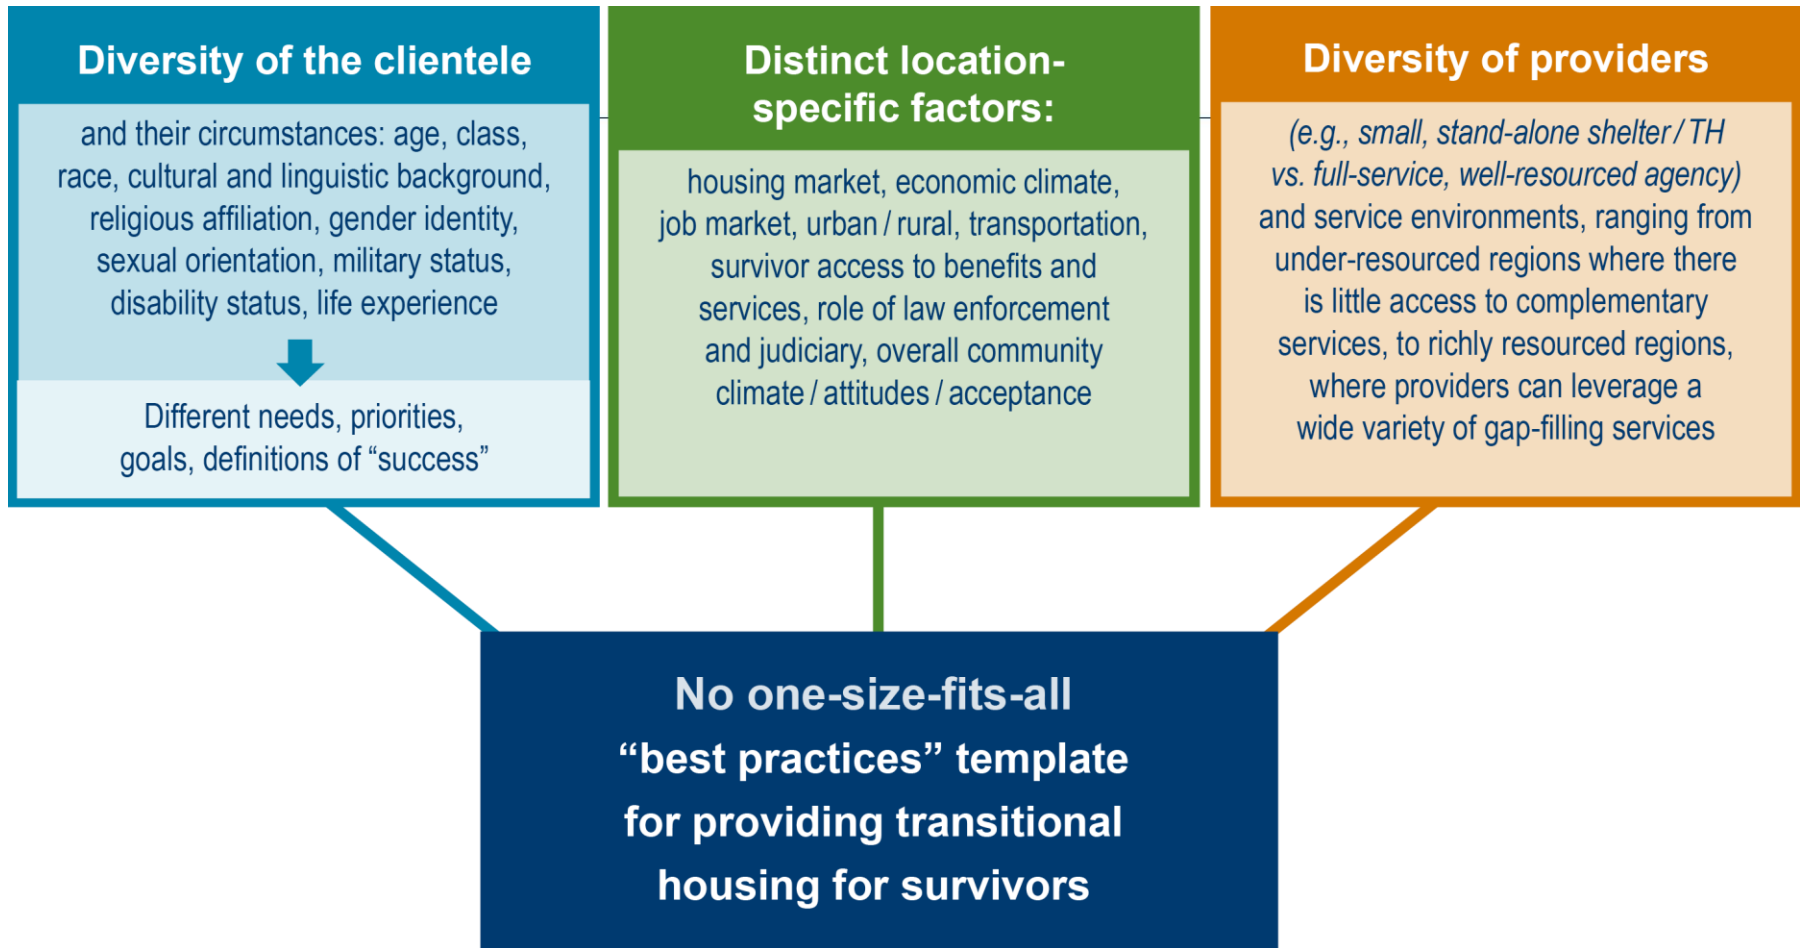 Diversity of the clientele
and their circumstances: age, class,
race, cultural and linguistic background,
religious affiliation, gender identity,
sexual orientation, military status,
disability status, life experience
Different needs, priorities,
goals, definitions of “success”
Distinct location-
specific factors:
housing market, economic climate,
job market, urban / rural, transportation,
survivor access to benefits and
services, role of law enforcement
and judiciary, overall community
climate / attitudes / acceptance
Diversity of providers
(e.g., small, stand-alone shelter / TH
vs. full-service, well-resourced agency)
and service environments, ranging from
under-resourced regions where there
is little access to complementary
services, to richly resourced regions,
where providers can leverage a
wide variety of gap-filling services
No one-size-fits-all
“best practices” template
for providing transitional
housing for survivors